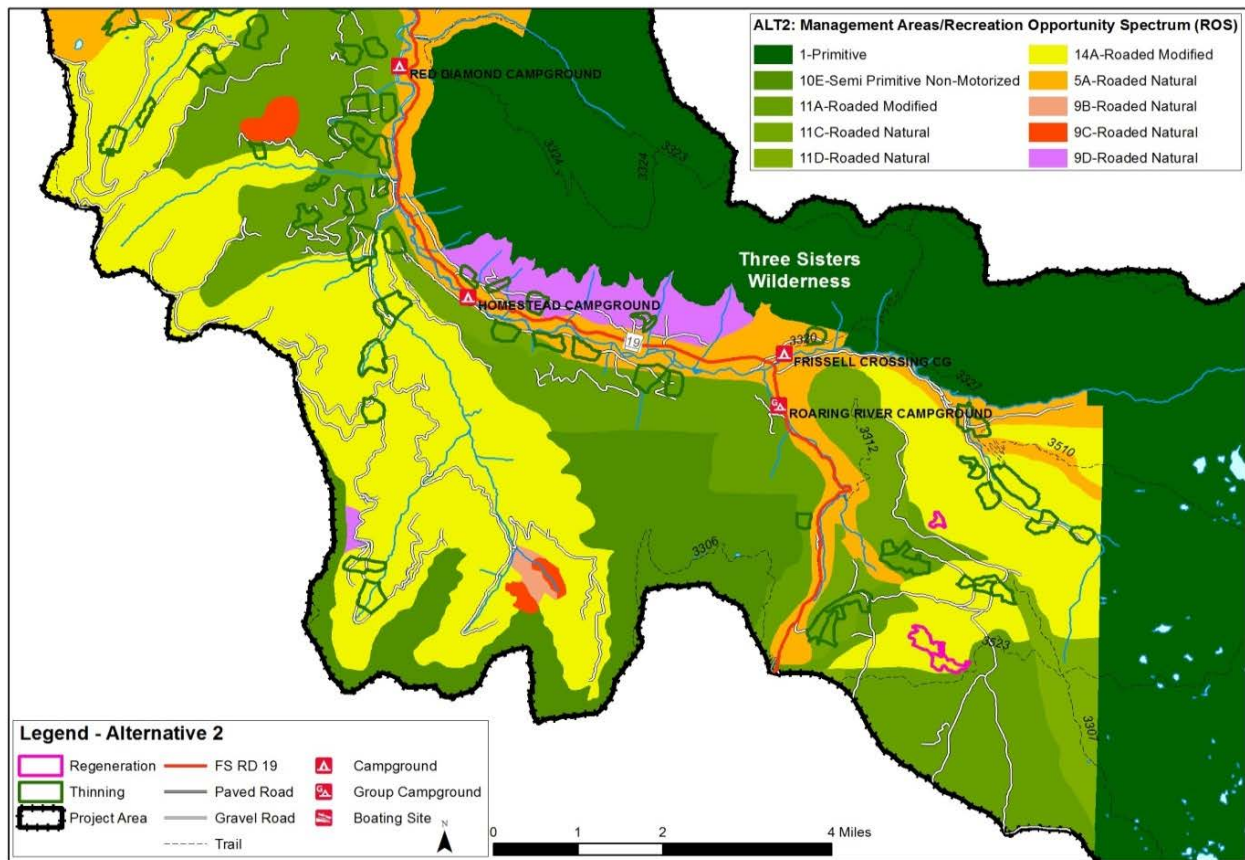 ALT2: Management Areas/Recreation Opportunity Spectrum (ROS)
1-Primitive
10E-Semi Primitive Non-Motorized
11A-Roaded Modified
11C-Roaded Natural
11D-Roaded Natural
14A-Roaded Modified
5A-Roaded Natural
9B-Roaded Natural
9C-Roaded Natural
9D-Roaded Natural
RED DIAMOND CAMPGROUND
3324
3324
3323
Three Sisters
Wilderness
HOMESTEAD CAMPGROUND
19
3330
FRISSELL CROSSING CG
3327
G
ROARING RIVER CAMPGROUND
3312
3510
3306
3523
3307
Legend - Alternative 2
Regeneration
Thinning
Project Area
FS RD 19
Paved Road
Gravel Road
Trail
Campground
G
Group Campground
Boating Site
N
0 1 2 4 Miles